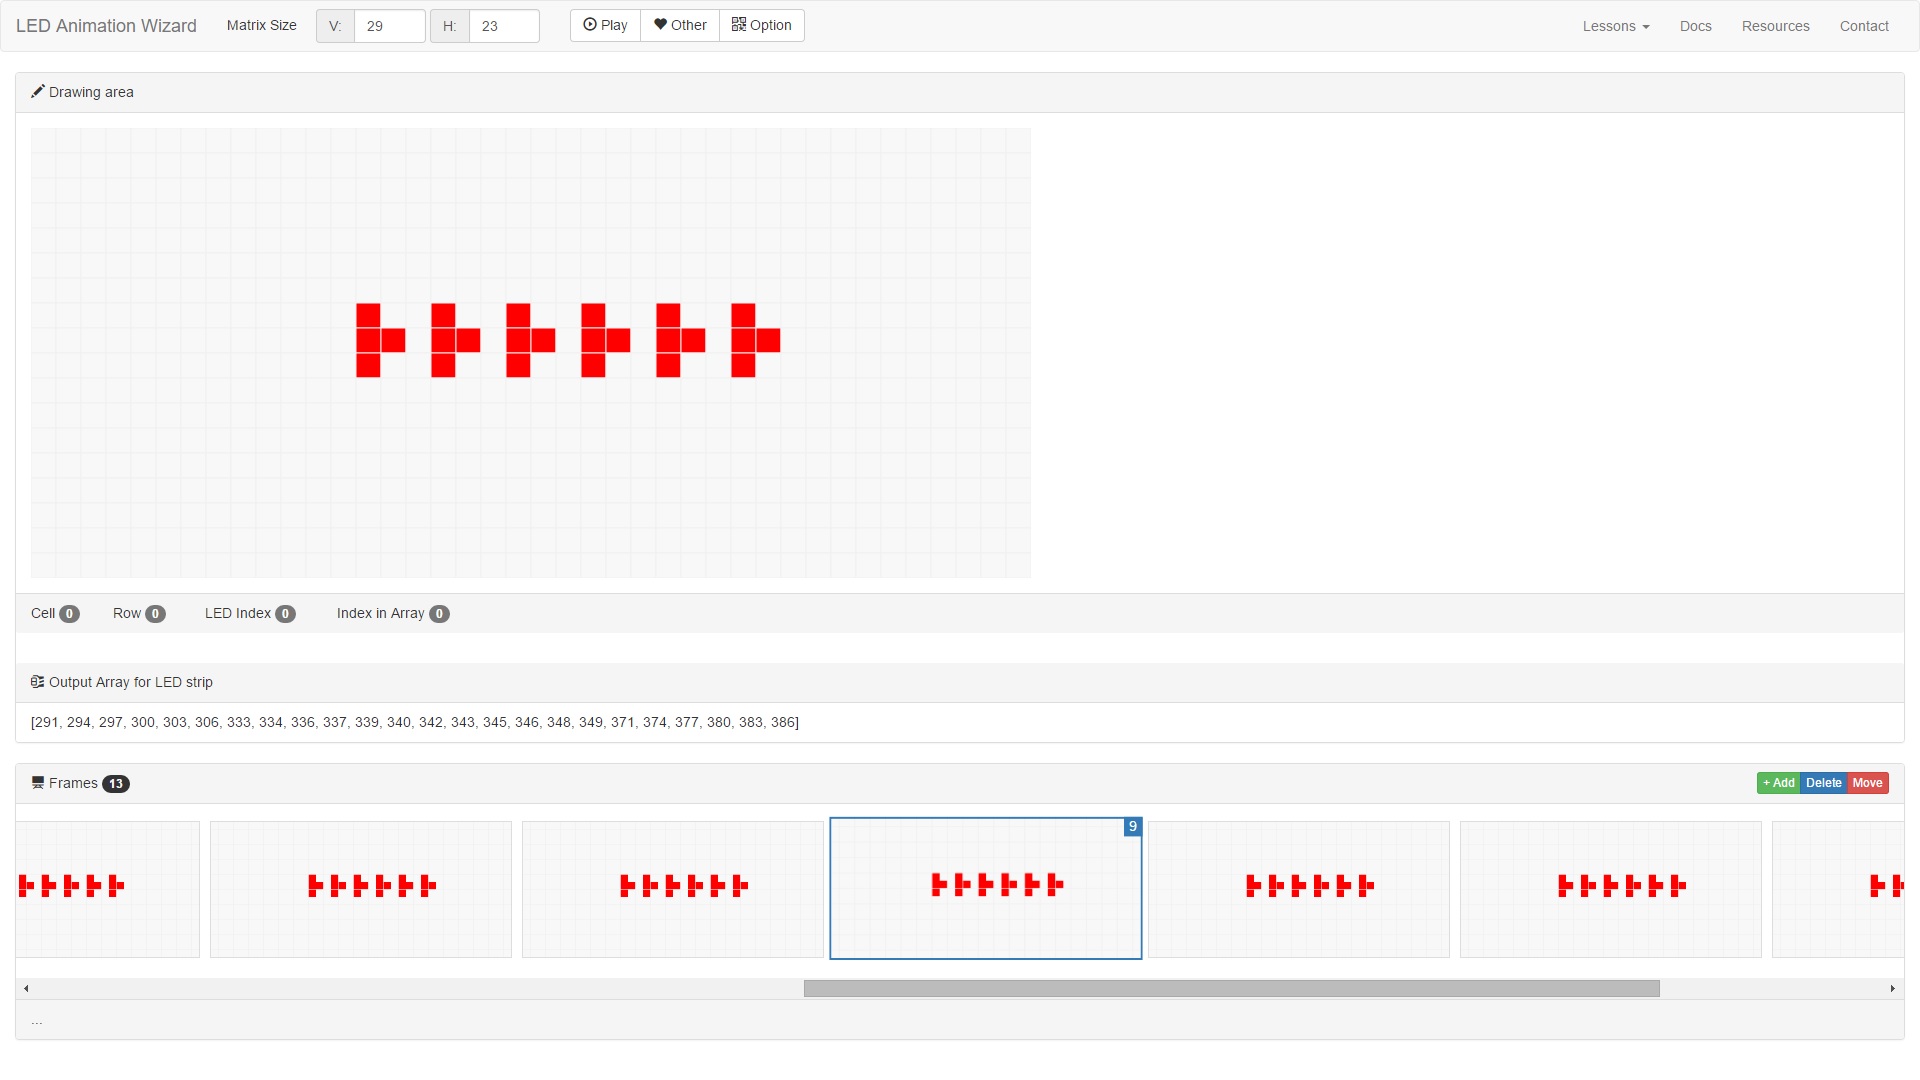 LED Animation Wizard Matrix Size V: 29 H: 23 Play Other Option Lessons Docs Resources Contact
Drawing area
Cell 0 Row 0 LED Index 0 Index in Array 0
Output Array for LED strip
[291, 294, 297, 300, 303, 306, 333, 334, 336, 337, 339, 340, 342, 343, 345, 346, 348, 349, 371, 374, 377, 380, 383, 386]
Frames 13 + Add Delete Move
9
...